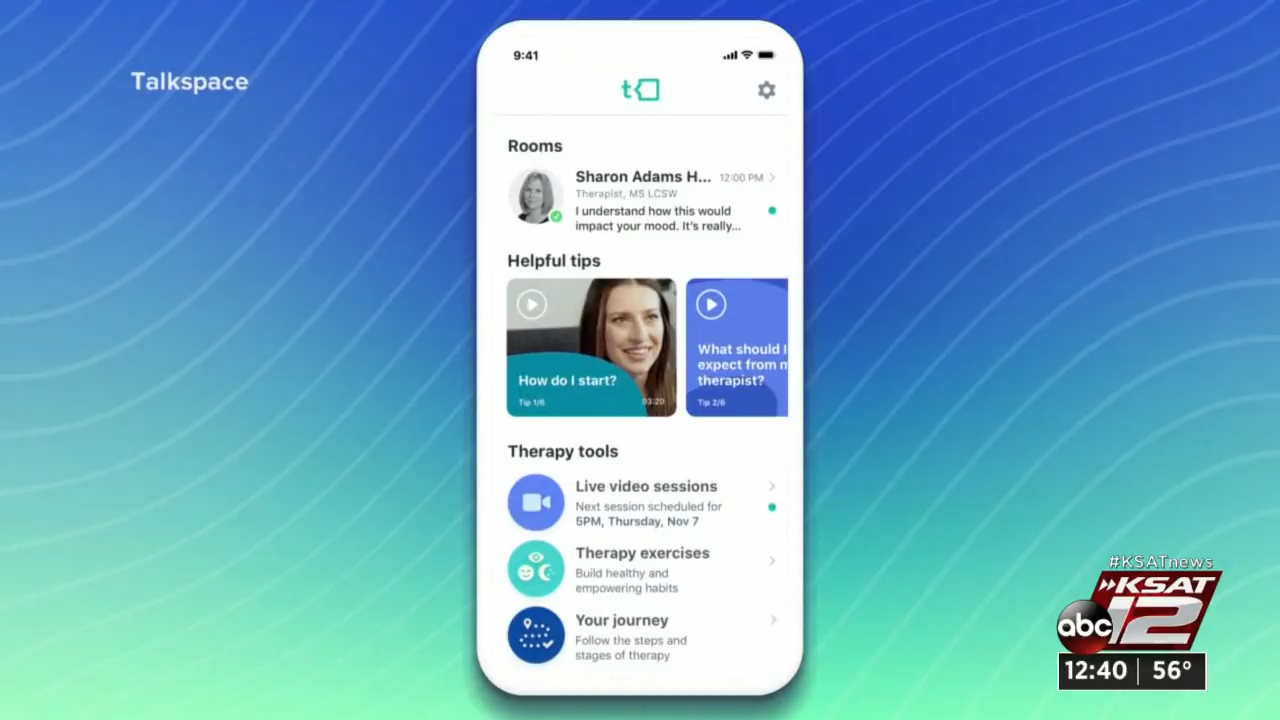 Talkspace
9:41
t
Rooms
Sharon Adams H...
12:00 PM
Therapist, MS LCSW
I understand how this would
impact your mood. It's really...
Helpful tips
How do I start?
Tip 1/6
03:20
What should I
expect from m
therapist?
Tip 2/6
Therapy tools
Live video sessions
Next session scheduled for
5PM, Thursday, Nov 7
Therapy exercises
Build healthy and
empowering habits
Your journey
Follow the steps and
stages of therapy
#KSATnews
KSAT
abc
12
12:40
56°